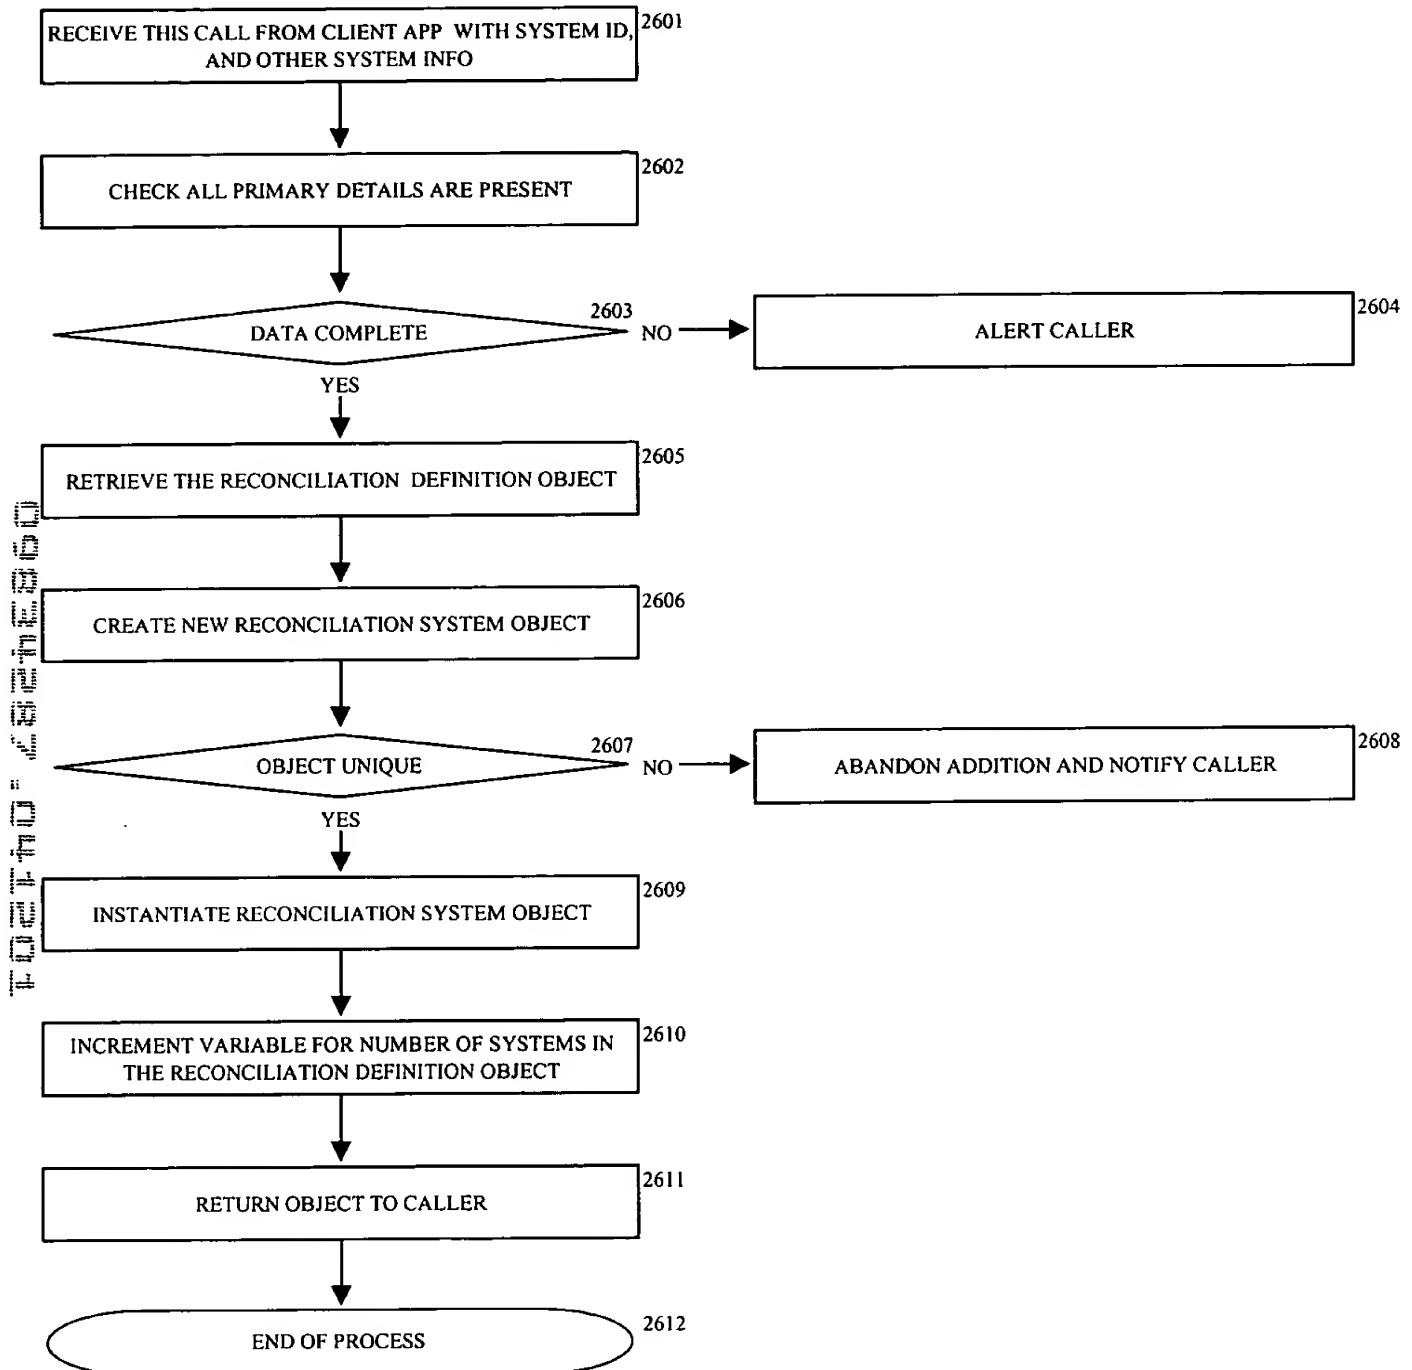 RECEIVE THIS CALL FROM CLIENT APP WITH SYSTEM ID,
AND OTHER SYSTEM INFO
2601
CHECK ALL PRIMARY DETAILS ARE PRESENT
2602
DATA COMPLETE
2603
NO
ALERT CALLER
2604
YES
RETRIEVE THE RECONCILIATION DEFINITION OBJECT
2605
CREATE NEW RECONCILIATION SYSTEM OBJECT
2606
OBJECT UNIQUE
2607
NO
ABANDON ADDITION AND NOTIFY CALLER
2608
YES
INSTANTIATE RECONCILIATION SYSTEM OBJECT
2609
INCREMENT VARIABLE FOR NUMBER OF SYSTEMS IN
THE RECONCILIATION DEFINITION OBJECT
2610
RETURN OBJECT TO CALLER
2611
END OF PROCESS
2612
09834287.041201